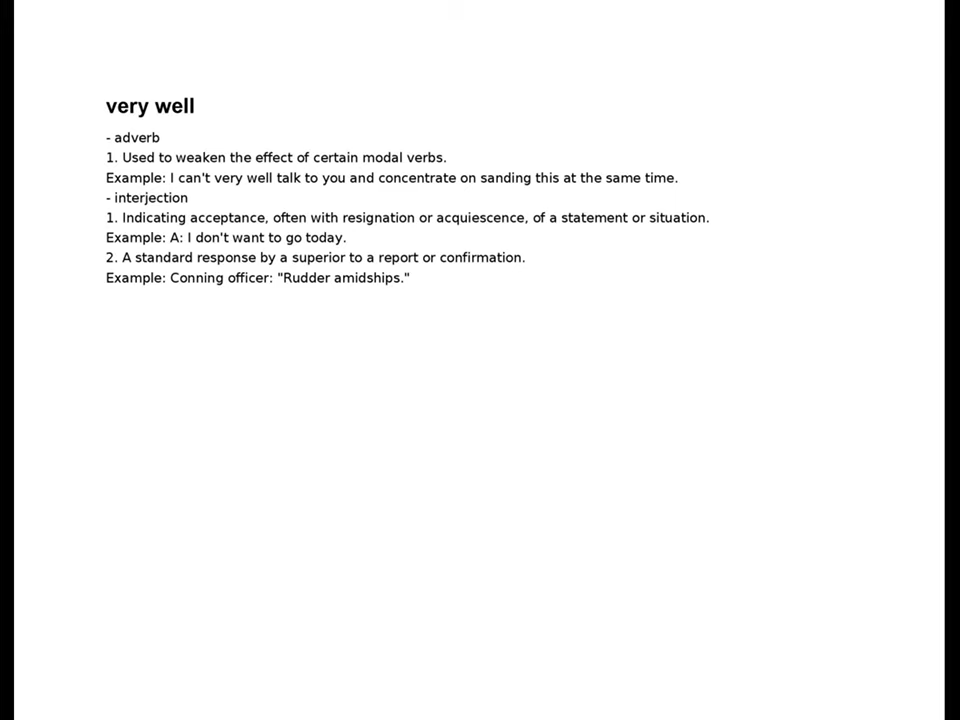 very well
- adverb
1. Used to weaken the effect of certain modal verbs.
Example: I can't very well talk to you and concentrate on sanding this at the same time.
- interjection
1. Indicating acceptance, often with resignation or acquiescence, of a statement or situation.
Example: A: I don't want to go today.
2. A standard response by a superior to a report or confirmation.
Example: Conning officer: "Rudder amidships."